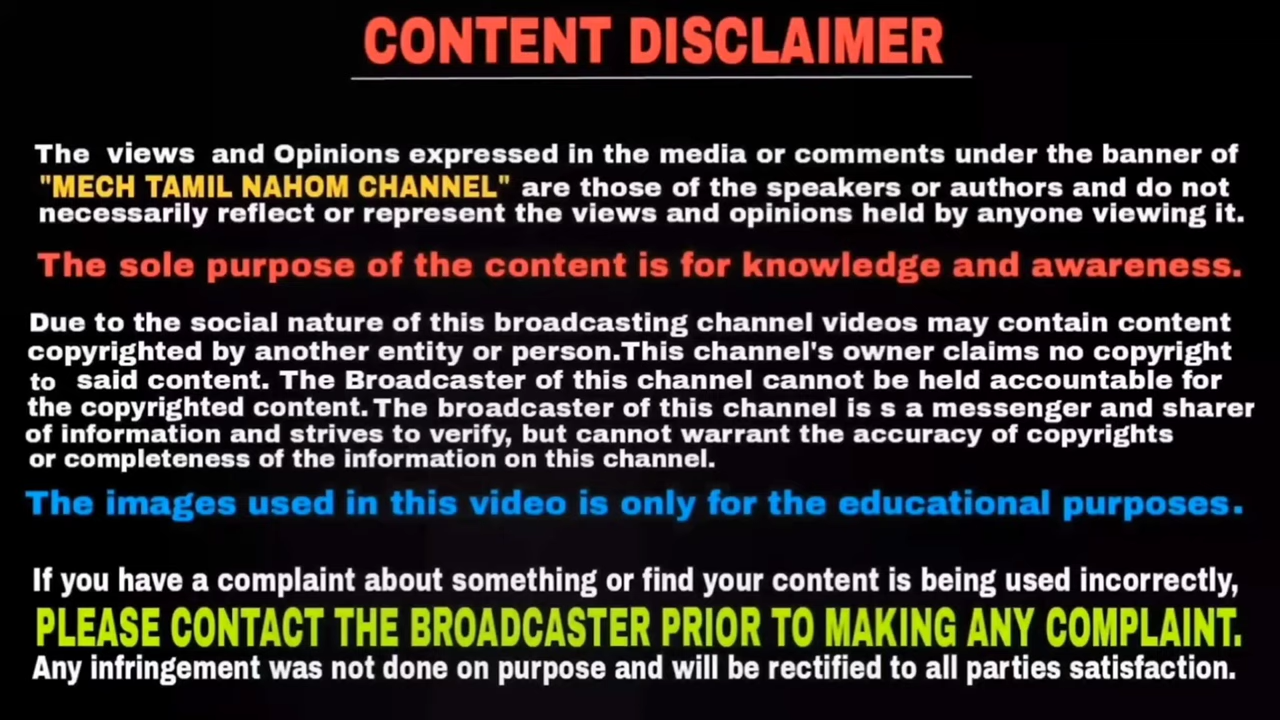 CONTENT DISCLAIMER
The views and Opinions expressed in the media or comments under the banner of
"MECH TAMIL NAHOM CHANNEL" are those of the speakers or authors and do not
necessarily reflect or represent the views and opinions held by anyone viewing it.
The sole purpose of the content is for knowledge and awareness.
Due to the social nature of this broadcasting channel videos may contain content
copyrighted by another entity or person.This channel's owner claims no copyright
to said content. The Broadcaster of this channel cannot be held accountable for
the copyrighted content. The broadcaster of this channel is s a messenger and sharer
of information and strives to verify, but cannot warrant the accuracy of copyrights
or completeness of the information on this channel.
The images used in this video is only for the educational purposes.
If you have a complaint about something or find your content is being used incorrectly,
PLEASE CONTACT THE BROADCASTER PRIOR TO MAKING ANY COMPLAINT.
Any infringement was not done on purpose and will be rectified to all parties satisfaction.